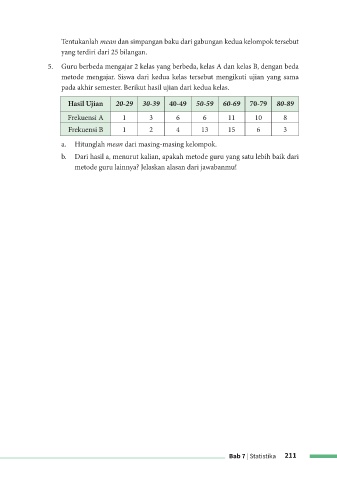 Tentukanlah mean dan simpangan baku dari gabungan kedua kelompok tersebut
yang terdiri dari 25 bilangan.
5. Guru berbeda mengajar 2 kelas yang berbeda, kelas A dan kelas B, dengan beda
metode mengajar. Siswa dari kedua kelas tersebut mengikuti ujian yang sama
pada akhir semester. Berikut hasil ujian dari kedua kelas.
Hasil Ujian 20-29 30-39 40-49 50-59 60-69 70-79 80-89
Frekuensi A 1 3 6 6 11 10 8
Frekuensi B 1 2 4 13 15 6 3
a. Hitunglah mean dari masing-masing kelompok.
b. Dari hasil a, menurut kalian, apakah metode guru yang satu lebih baik dari
metode guru lainnya? Jelaskan alasan dari jawabanmu!
Bab 7 | Statistika 211